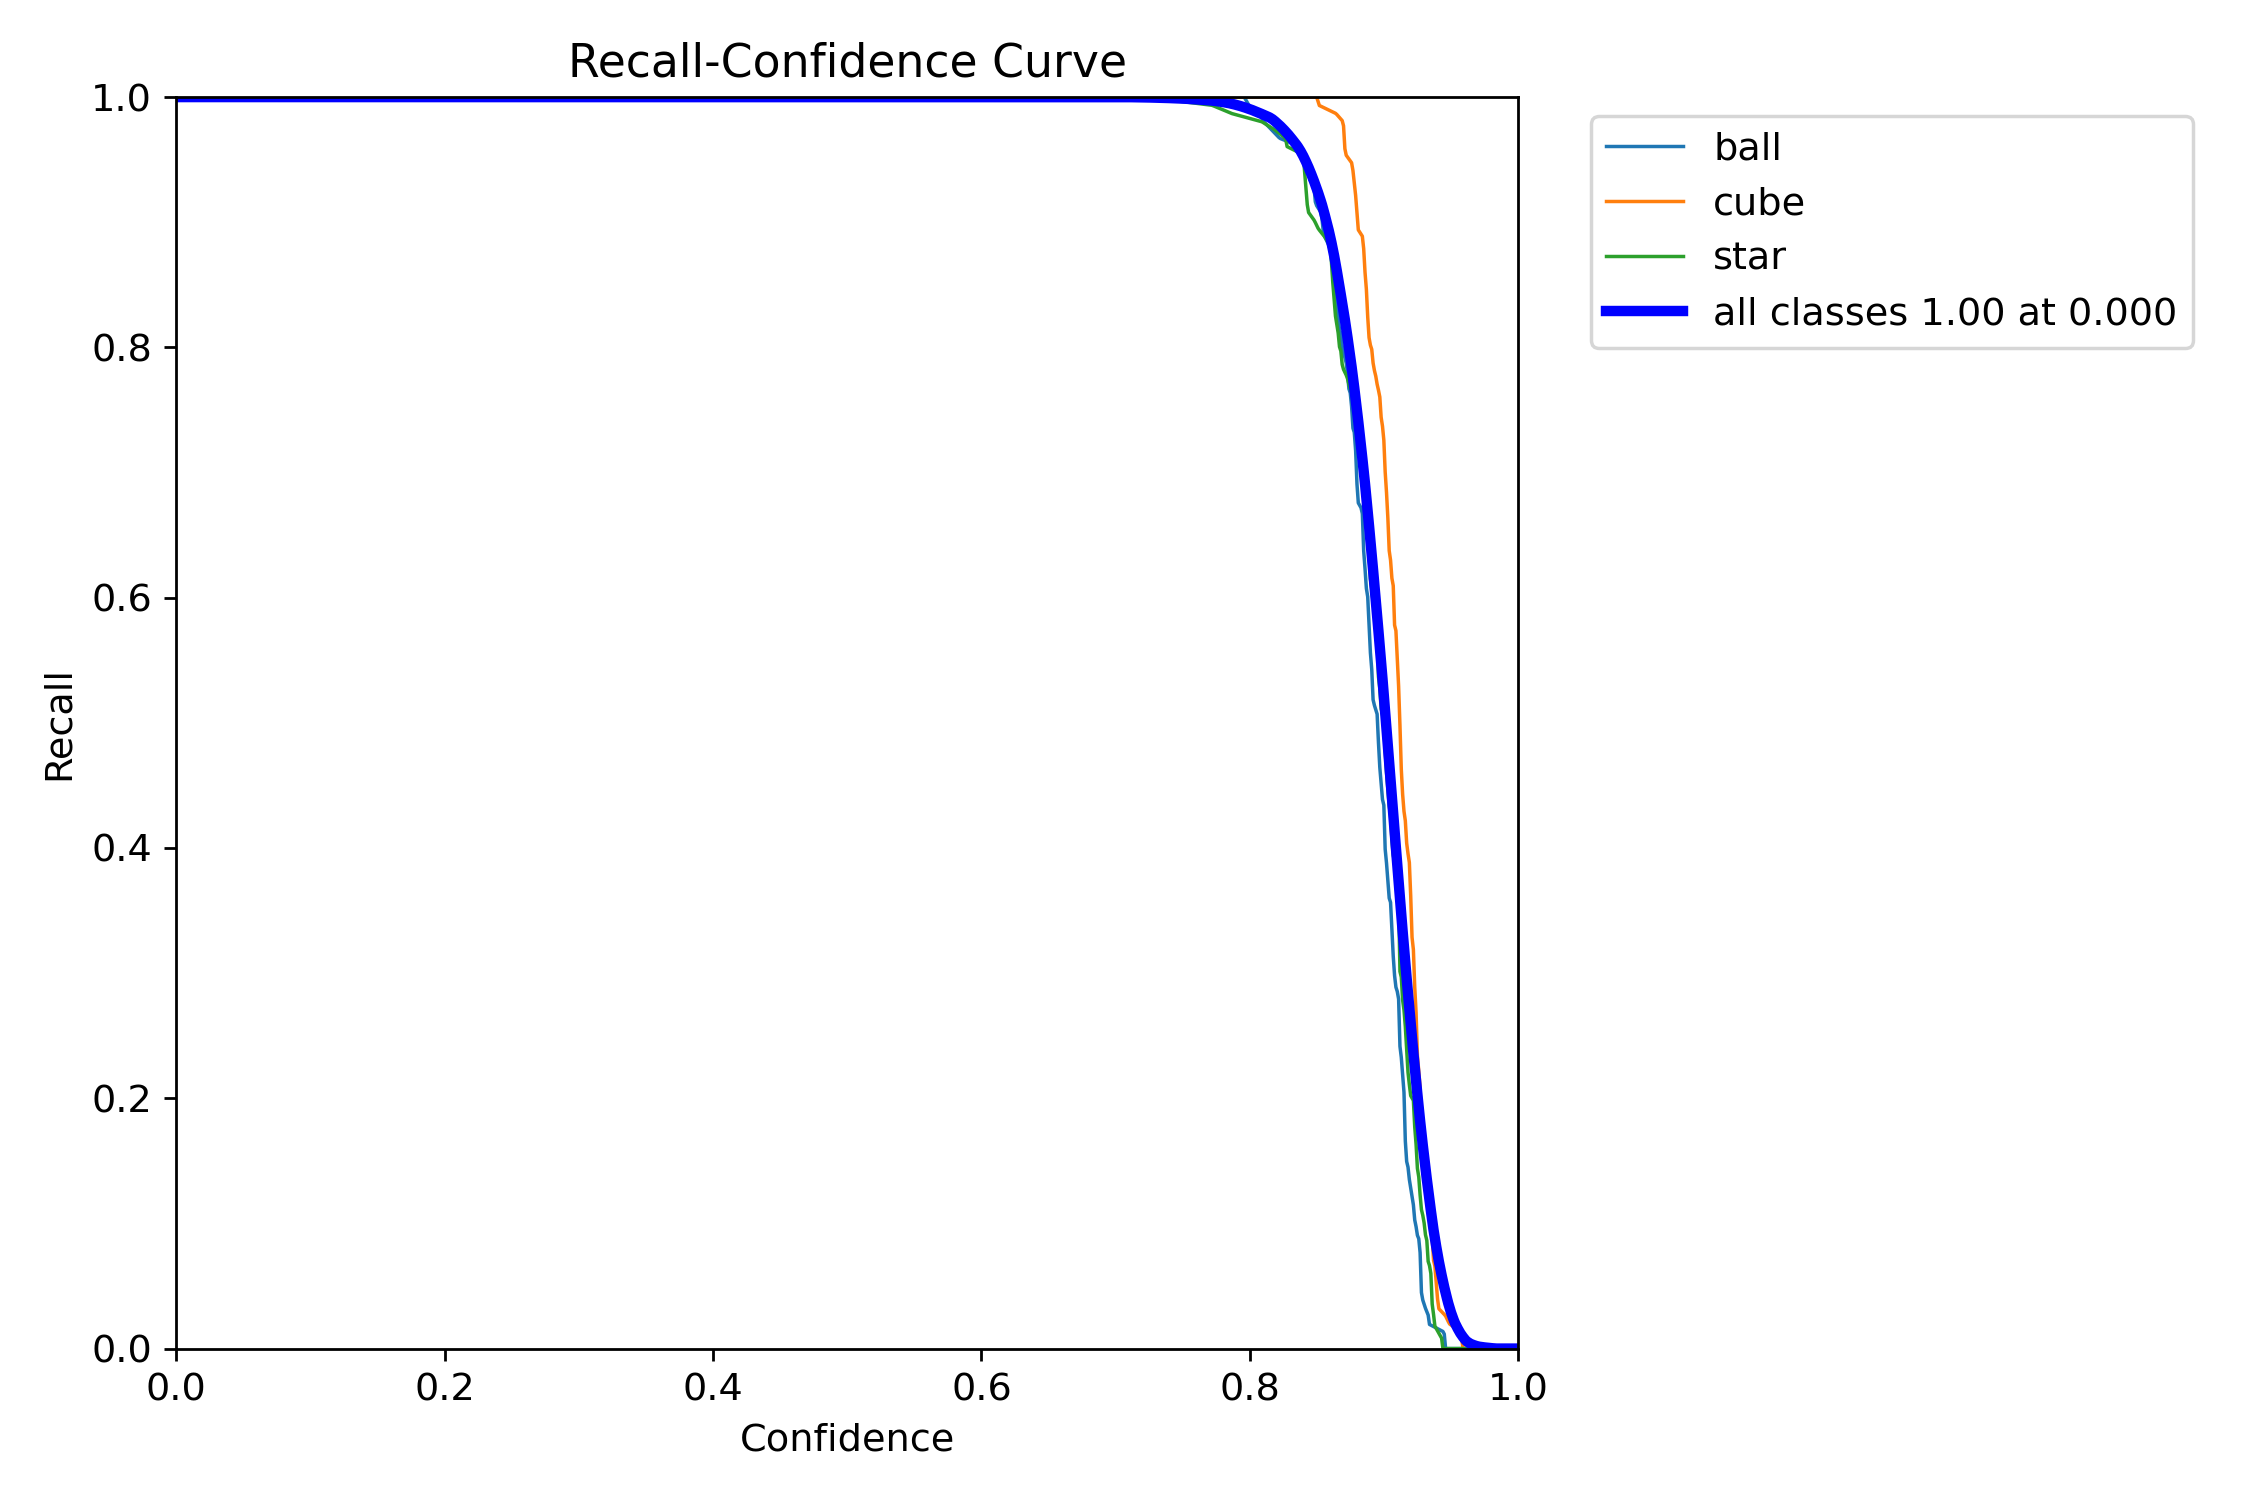 Recall-Confidence Curve
1.0
0.8
0.6
0.4
0.2
0.0
Recall
0.0 0.2 0.4 0.6 0.8 1.0
Confidence
ball
cube
star
all classes 1.00 at 0.000